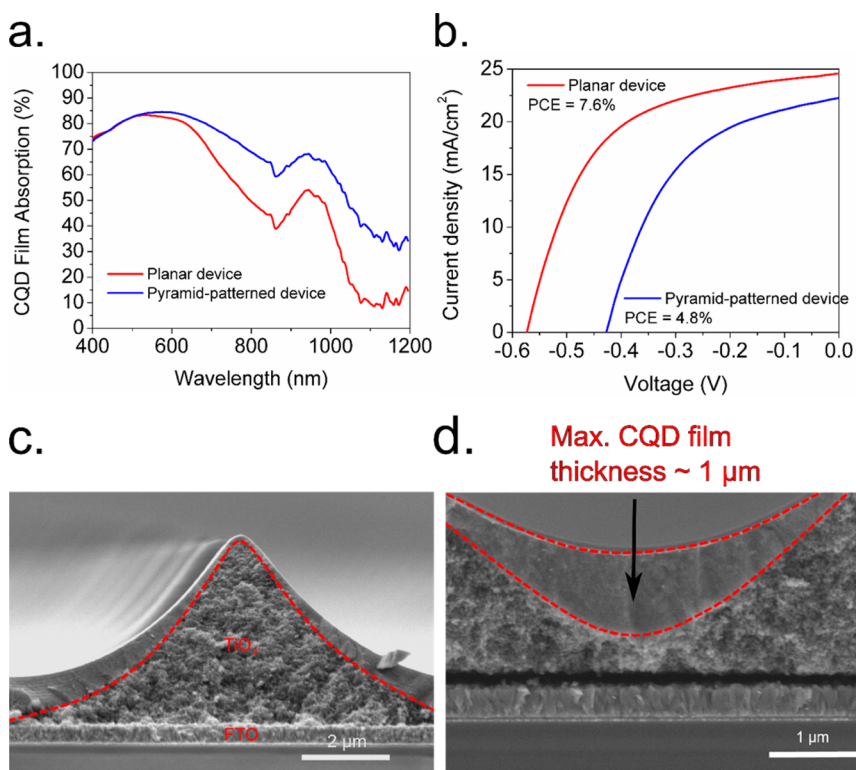 a.
CQD Film Absorption (%)
100
90
80
70
60
50
40
30
20
10
0
Planar device
Pyramid-patterned device
400
600
800
1000
1200
Wavelength (nm)
b.
Current density (mA/cm²)
25
20
15
10
5
0
Planar device
PCE = 7.6%
Pyramid-patterned device
PCE = 4.8%
-0.6
-0.5
-0.4
-0.3
-0.2
-0.1
0.0
Voltage (V)
c.
TiO₂
FTO
2 µm
d.
Max. CQD film
thickness ~ 1 µm
1 µm